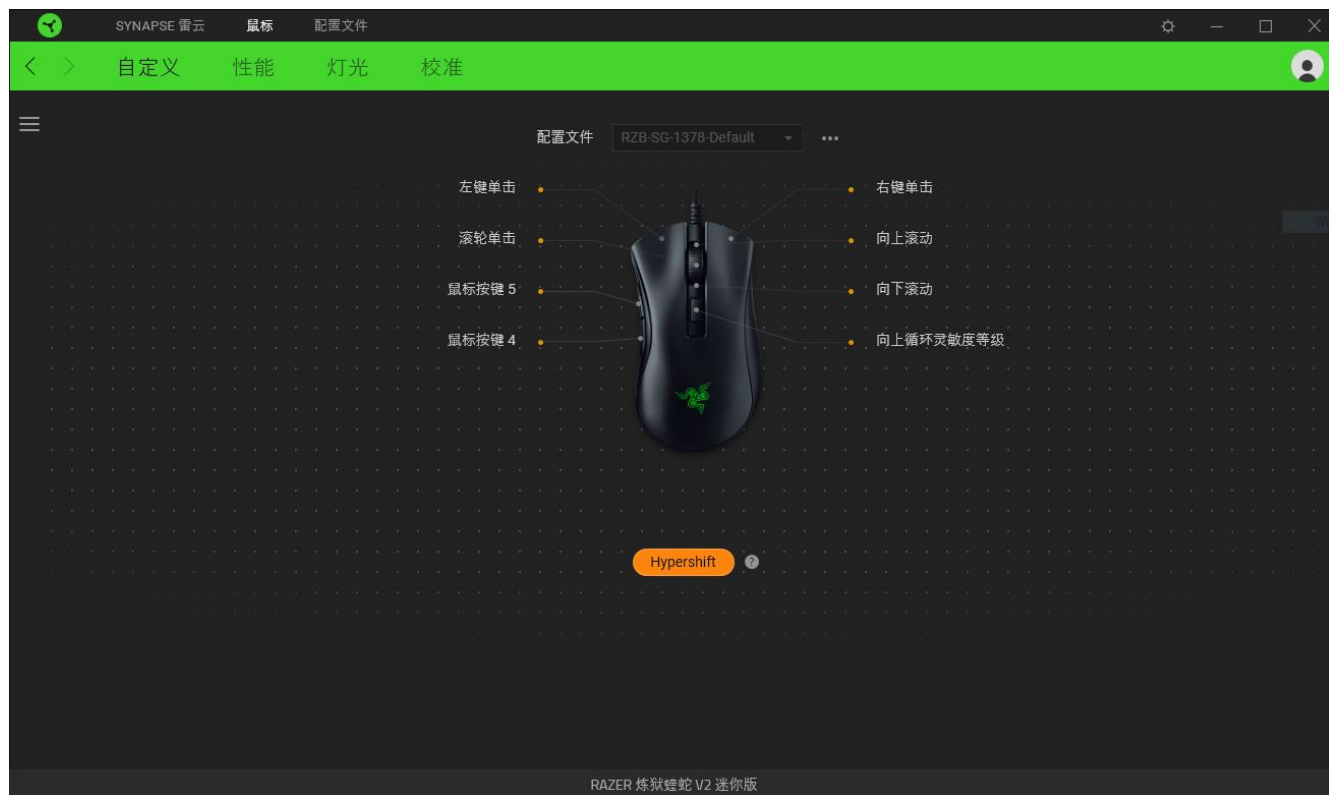 SYNAPSE 雷云 鼠标 配置文件
自定义 性能 灯光 校准
配置文件 RZB-SG-1378-Default
左键单击 右键单击
滚轮单击 向上滚动
鼠标按键 5 向下滚动
鼠标按键 4 向上循环灵敏度等级
Hypershift ?
RAZER 炼狱蝰蛇 V2 迷你版